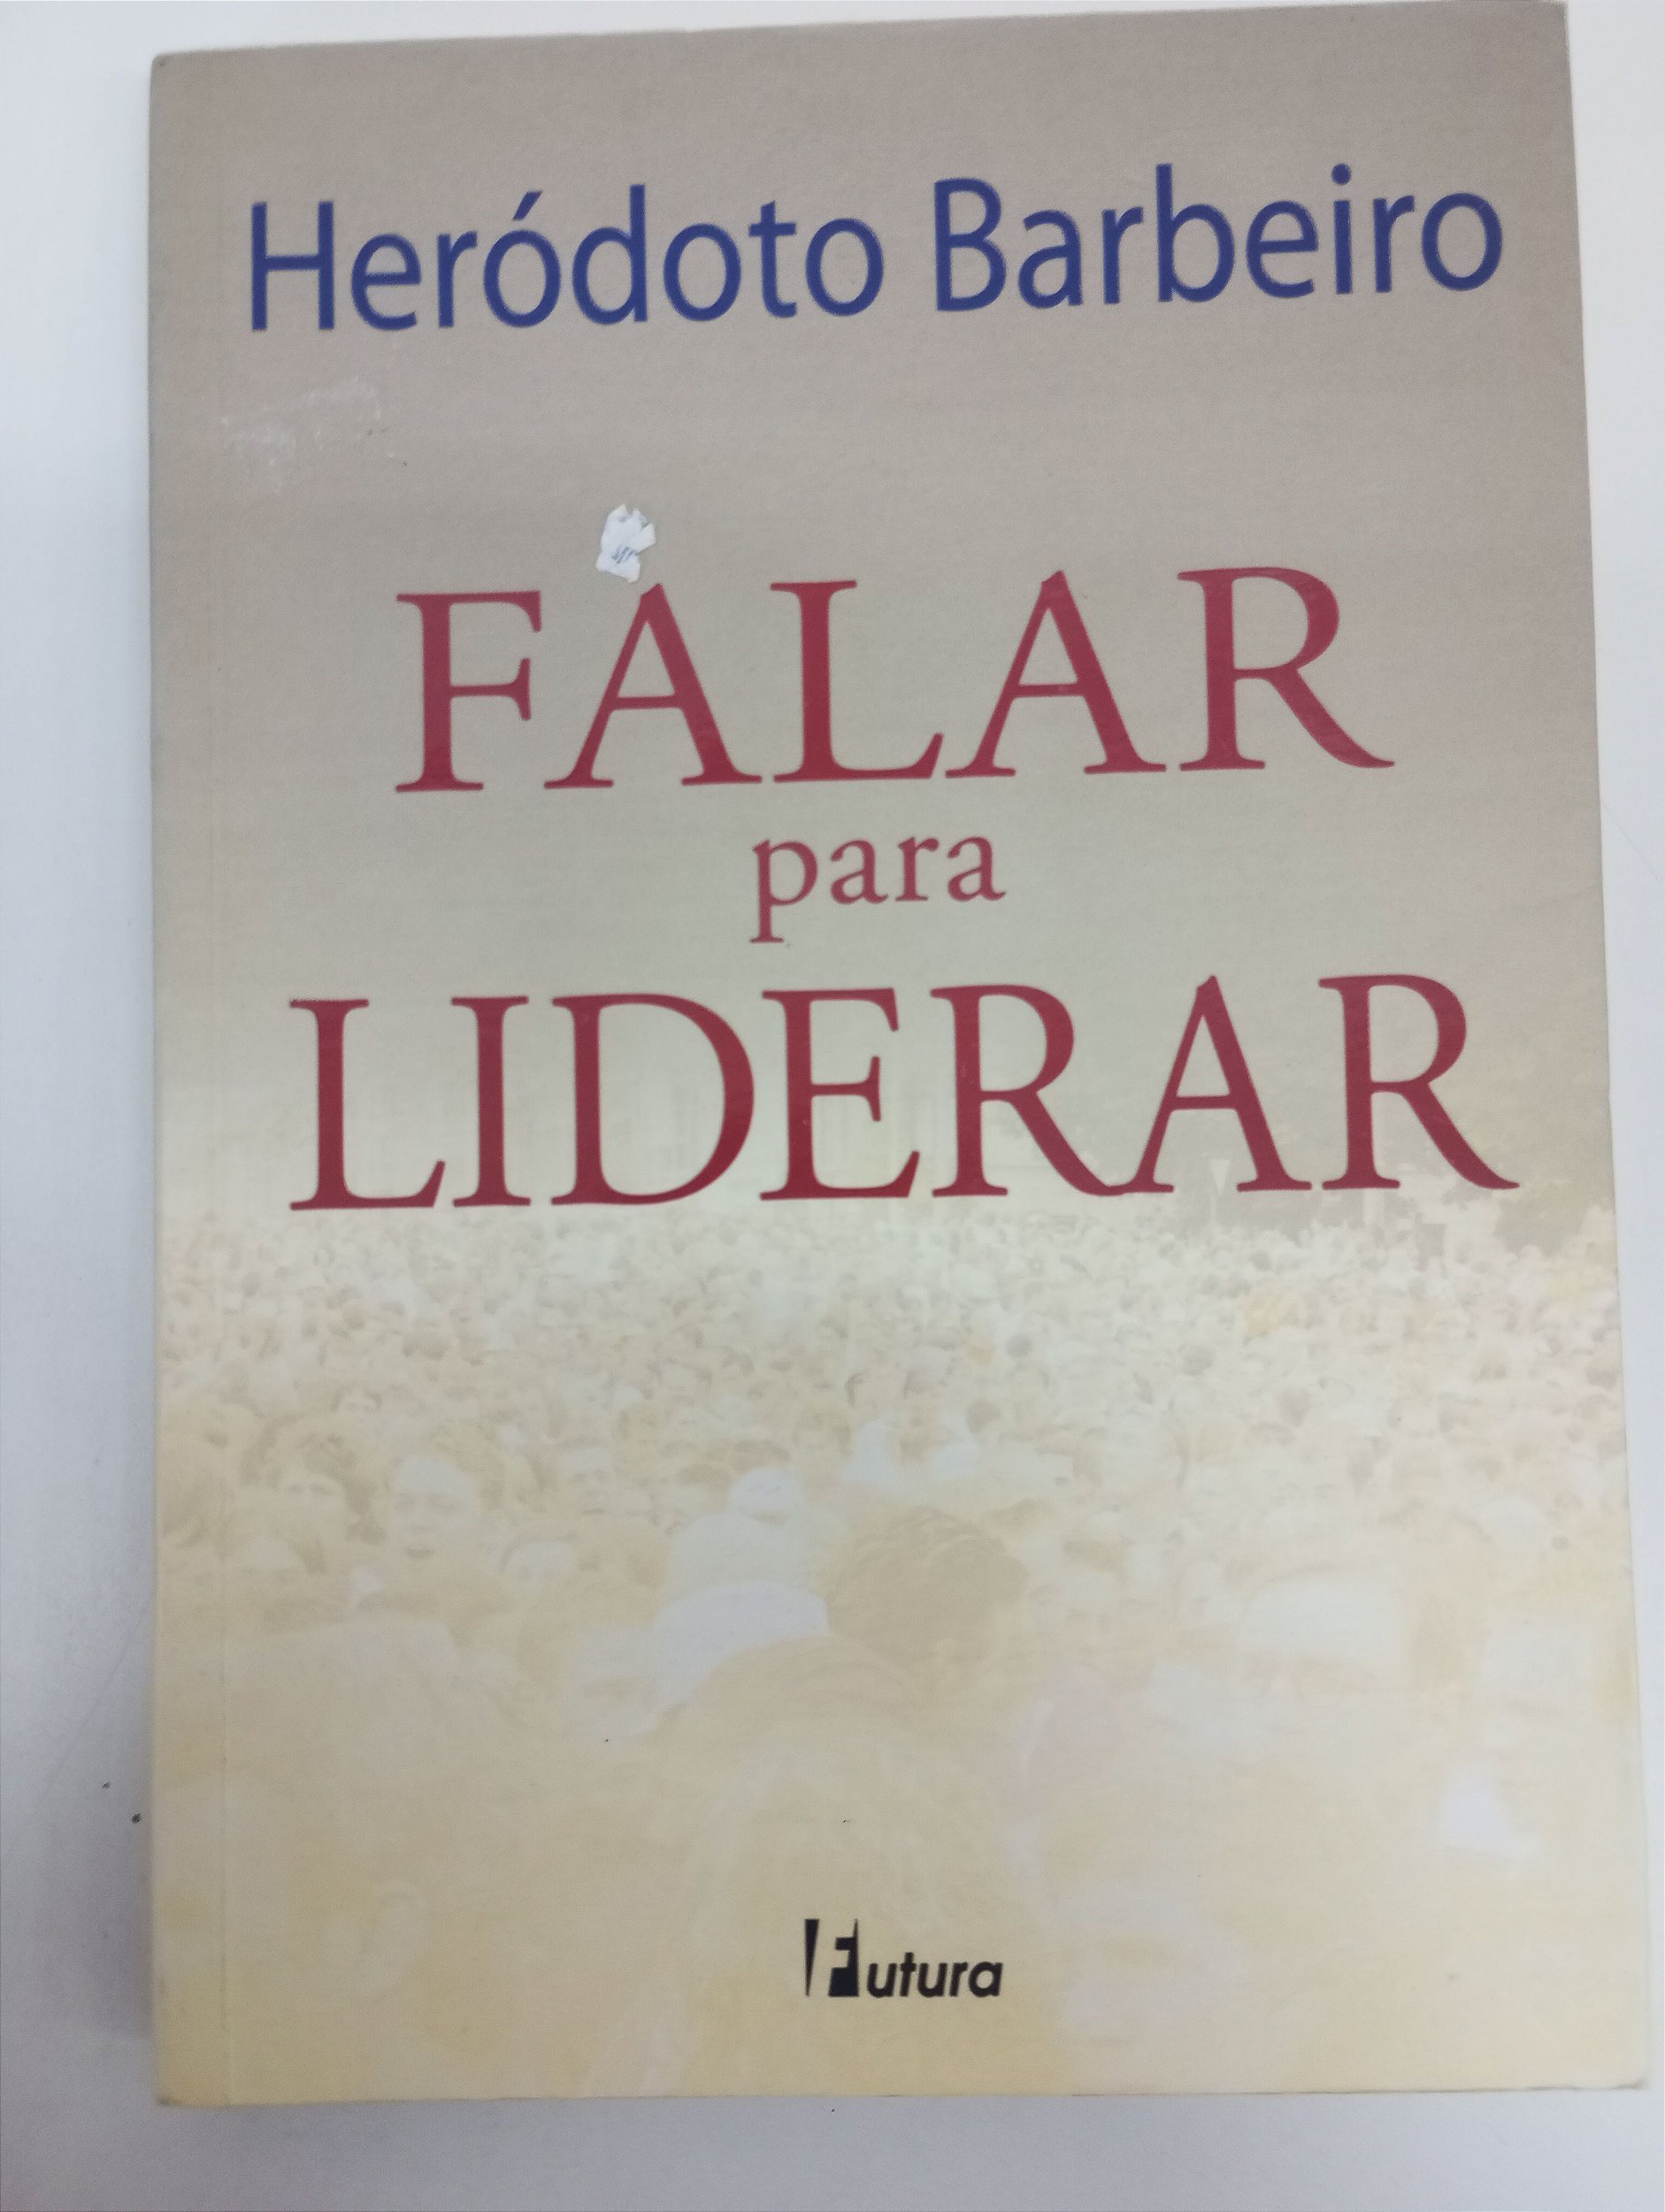 Heródoto Barbeiro
FALAR
para
LIDERAR
Futura